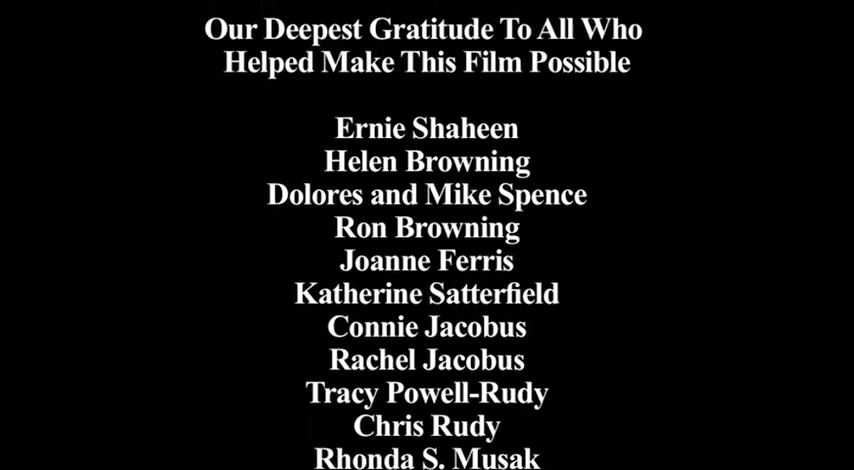 Our Deepest Gratitude To All Who
Helped Make This Film Possible
Ernie Shaheen
Helen Browning
Dolores and Mike Spence
Ron Browning
Joanne Ferris
Katherine Satterfield
Connie Jacobus
Rachel Jacobus
Tracy Powell-Rudy
Chris Rudy
Rhonda S. Musak